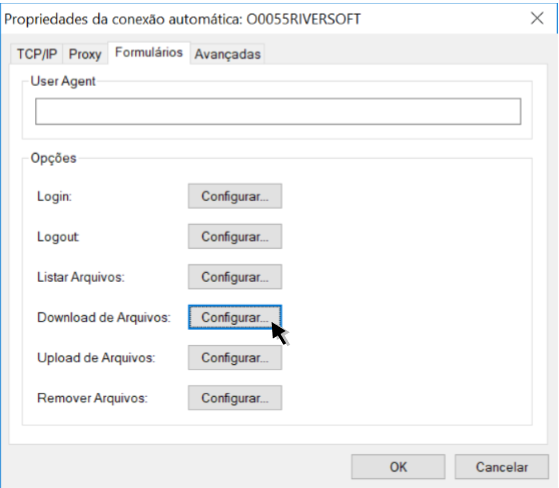 Propriedades da conexão automática: O0055RIVERSOFT
TCP/IP Proxy Formulários Avançadas
User Agent
Opções
Login: Configurar...
Logout Configurar...
Listar Arquivos: Configurar...
Download de Arquivos: Configurar...
Upload de Arquivos: Configurar...
Remover Arquivos: Configurar...
OK Cancelar